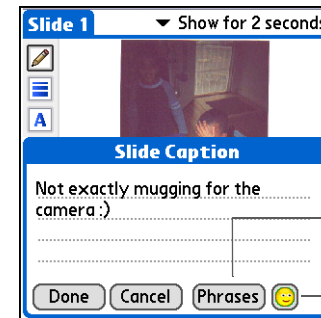 Slide 1
Show for 2 seconds
A
Slide Caption
Not exactly mugging for the
camera :)
Done Cancel Phrases